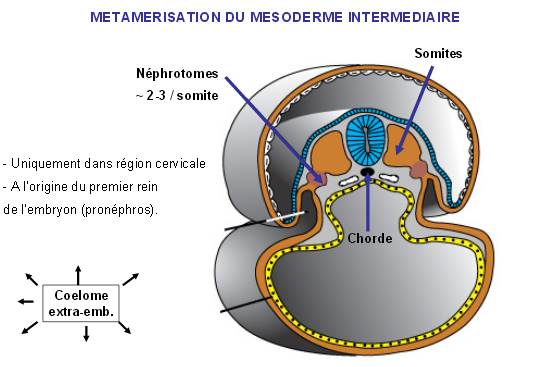 METAMERISATION DU MESODERME INTERMEDIAIRE
Somites
Néphrotomes
~ 2-3 / somite
- Uniquement dans région cervicale
- A l'origine du premier rein
de l'embryon (pronéphros).
Chorde
Coelome
extra-emb.